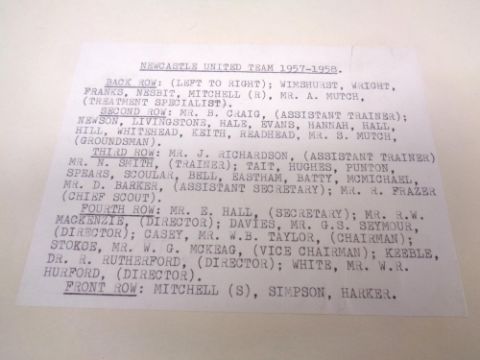 NEWCASTLE UNITED TEAM 1957-1958.
BACK ROW: (LEFT TO RIGHT); WIMSHURST, WRIGHT,
FRANKS, NESBIT, MITCHELL (R), MR. A. MUTCH,
(TREATMENT SPECIALIST).
SECOND ROW: MR. B. CRAIG, (ASSISTANT TRAINER);
NEWSON, LIVINGSTONE, HALE, EVANS, HANNAH, HALL,
HILL, WHITEHEAD, KEITH, READHEAD, MR. S. MUTCH,
(GROUNDSMAN).
THIRD ROW: MR. J. RICHARDSON, (ASSISTANT TRAINER)
MR. N. SMITH, (TRAINER); TAIT, HUGHES, PUNTON,
SPEARS, SCOULAR, BELL, EASTHAM, BATTY, MCMICHAEL,
MR. D. BARKER, (ASSISTANT SECRETARY); MR. R. FRAZER
(CHIEF SCOUT).
FOURTH ROW: MR. E. HALL, (SECRETARY); MR. R.W.
MACKENZIE, (DIRECTOR); DAVIES, MR. G.S. SEYMOUR,
(DIRECTOR); CASEY, MR. W.B. TAYLOR, (CHAIRMAN);
STOKOE, MR. W. G. MCKEAG, (VICE CHAIRMAN); KEEBLE,
DR. R. RUTHERFORD, (DIRECTOR); WHITE, MR. W.R.
HURFORD, (DIRECTOR).
FRONT ROW: MITCHELL (S), SIMPSON, HARKER.